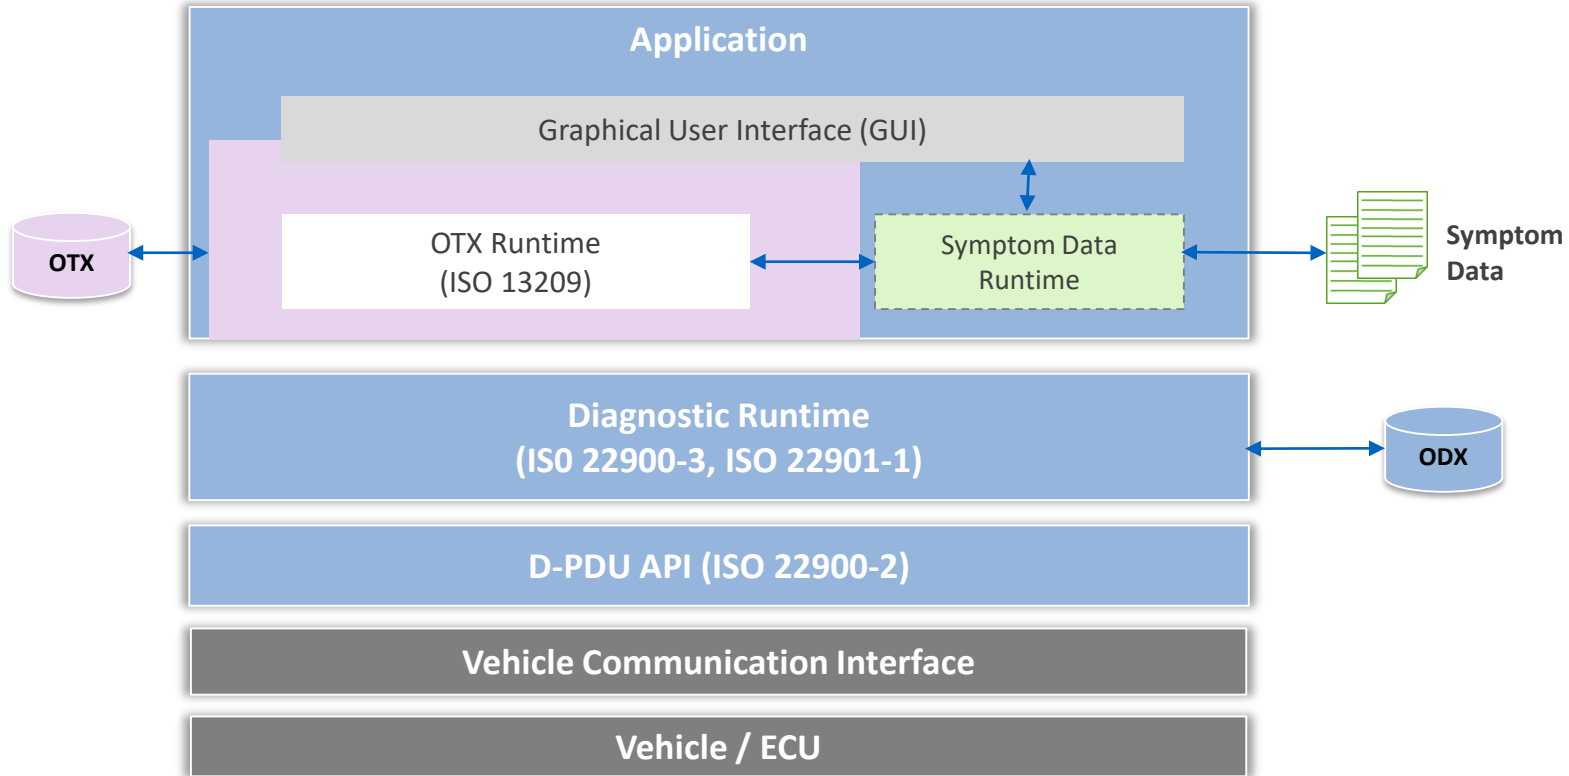 Application
Graphical User Interface (GUI)
OTX
OTX Runtime
(ISO 13209)
Symptom Data
Runtime
Symptom
Data
Diagnostic Runtime
(IS0 22900-3, ISO 22901-1)
ODX
D-PDU API (ISO 22900-2)
Vehicle Communication Interface
Vehicle / ECU